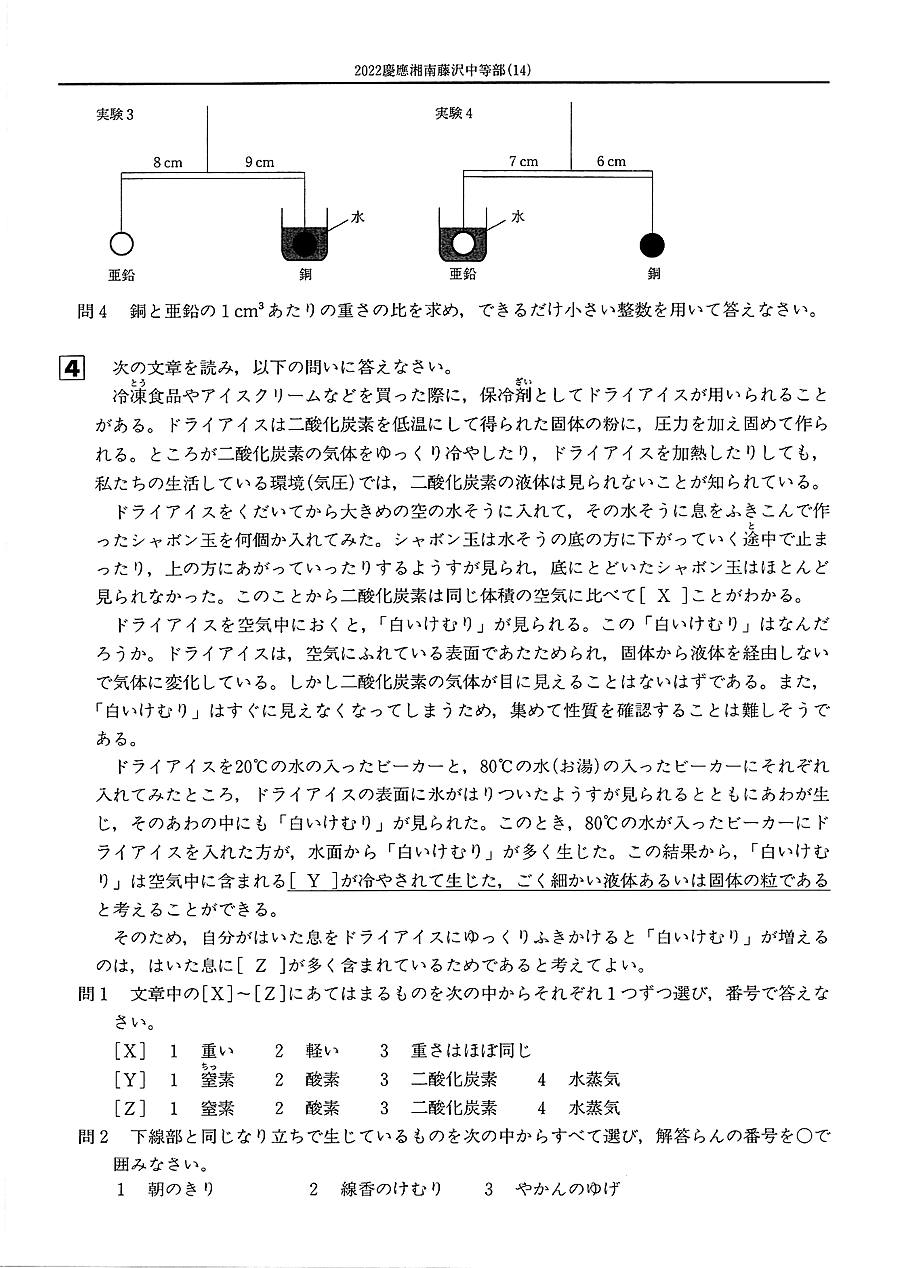 2022慶應湘南藤沢中等部(14)
実験3
実験4
8cm
9cm
7cm
6cm
水
水
亜鉛
銅
亜鉛
銅
問4 銅と亜鉛の1cm³あたりの重さの比を求め，できるだけ小さい整数を用いて答えなさい。
4 次の文章を読み，以下の問いに答えなさい。
とう
ざい
冷凍食品やアイスクリームなどを買った際に，保冷剤としてドライアイスが用いられること
がある。ドライアイスは二酸化炭素を低温にして得られた固体の粉に，圧力を加え固めて作ら
れる。ところが二酸化炭素の気体をゆっくり冷やしたり，ドライアイスを加熱したりしても，
私たちの生活している環境(気圧)では，二酸化炭素の液体は見られないことが知られている。
ドライアイスをくだいてから大きめの空の水そうに入れて，その水そうに息をふきこんで作
と
ったシャボン玉を何個か入れてみた。シャボン玉は水そうの底の方に下がっていく途中で止ま
ったり，上の方にあがっていったりするようすが見られ，底にとどいたシャボン玉はほとんど
見られなかった。このことから二酸化炭素は同じ体積の空気に比べて[ X ]ことがわかる。
ドライアイスを空気中におくと，「白いけむり」が見られる。この「白いけむり」はなんだ
ろうか。ドライアイスは，空気にふれている表面であたためられ，固体から液体を経由しない
で気体に変化している。しかし二酸化炭素の気体が目に見えることはないはずである。また，
「白いけむり」はすぐに見えなくなってしまうため，集めて性質を確認することは難しそうで
ある。
ドライアイスを20℃の水の入ったビーカーと，80℃の水(お湯)の入ったビーカーにそれぞれ
入れてみたところ，ドライアイスの表面に氷がはりついたようすが見られるとともにあわが生
じ，そのあわの中にも「白いけむり」が見られた。このとき，80℃の水が入ったビーカーにド
ライアイスを入れた方が，水面から「白いけむり」が多く生じた。この結果から，「白いけむ
り」は空気中に含まれる[ Y ]が冷やされて生じた，ごく細かい液体あるいは固体の粒である
と考えることができる。
そのため，自分がはいた息をドライアイスにゆっくりふきかけると「白いけむり」が増える
のは，はいた息に[ Z ]が多く含まれているためであると考えてよい。
問1 文章中の[X]～[Z]にあてはまるものを次の中からそれぞれ1つずつ選び，番号で答えな
さい。
[X] 1 重い 2 軽い 3 重さはほぼ同じ
ちっ
[Y] 1 窒素 2 酸素 3 二酸化炭素 4 水蒸気
[Z] 1 窒素 2 酸素 3 二酸化炭素 4 水蒸気
問2 下線部と同じなり立ちで生じているものを次の中からすべて選び，解答らんの番号を○で
囲みなさい。
1 朝のきり 2 線香のけむり 3 やかんのゆげ